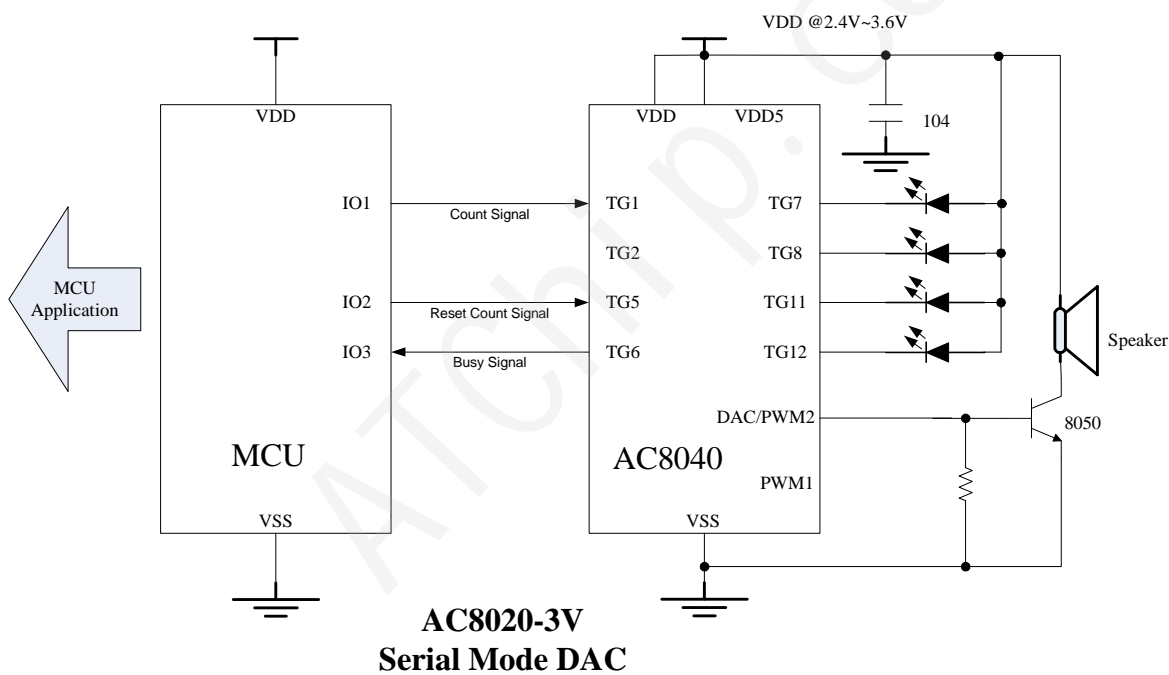 VDD @2.4V~3.6V
VDD
VDD
VDD5
104
IO1
Count Signal
TG1
TG7
TG2
TG8
MCU
Application
IO2
Reset Count Signal
TG5
TG11
IO3
Busy Signal
TG6
TG12
Speaker
DAC/PWM2
8050
MCU
AC8040
PWM1
VSS
VSS
AC8020-3V
Serial Mode DAC